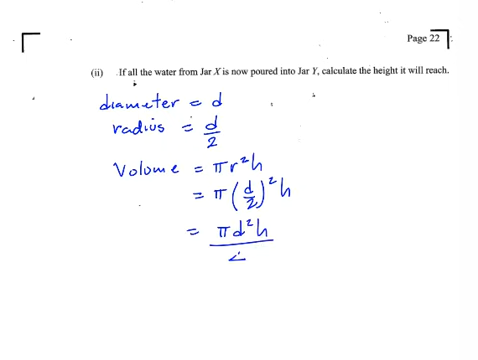 Page 22
(ii) If all the water from Jar X is now poured into Jar Y, calculate the height it will reach.
diameter = d
radius = d/2
Volume = πr²h
= π(d/2)²h
= πd²h/4